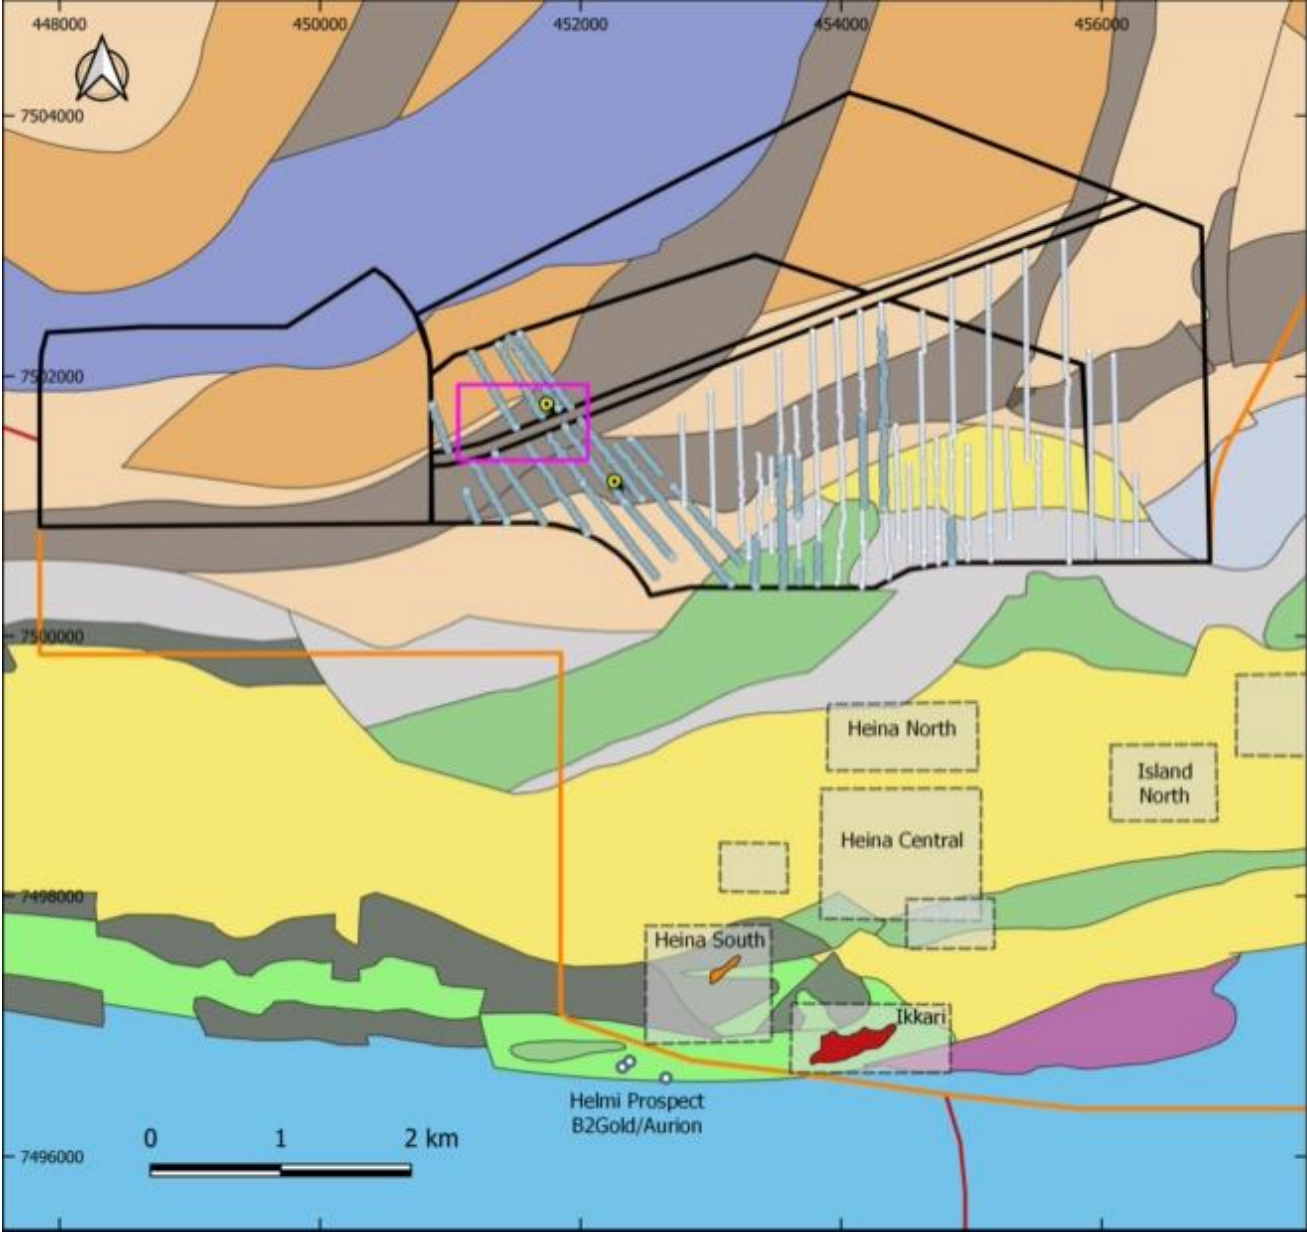 448000
450000
452000
454000
456000
7504000
7502000
7500000
Heina North
Island
North
Heina Central
7498000
Heina South
Ikkari
Helmi Prospect
B2Gold/Aurion
0 1 2 km
7496000